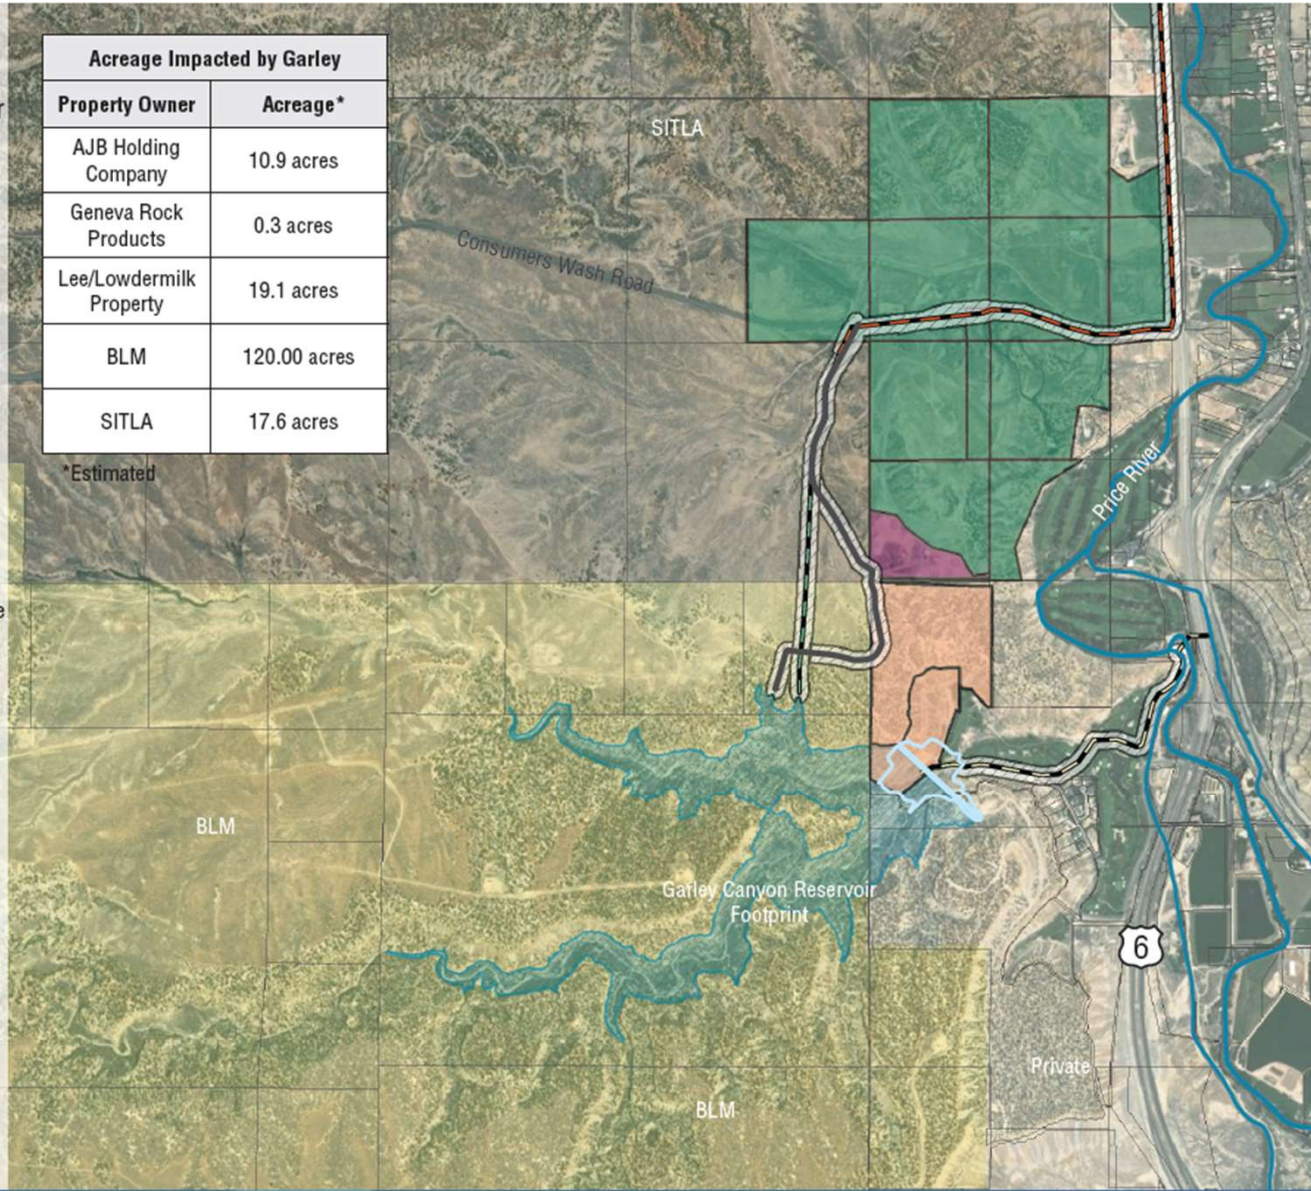 Acreage Impacted by Garley
Property Owner Acreage*
AJB Holding
Company
10.9 acres
Geneva Rock
Products
0.3 acres
Lee/Lowdermilk
Property
19.1 acres
BLM 120.00 acres
SITLA 17.6 acres
*Estimated
SITLA
Consumers Wash Road
Price River
BLM
Garley Canyon Reservoir
Footprint
6
Private
BLM